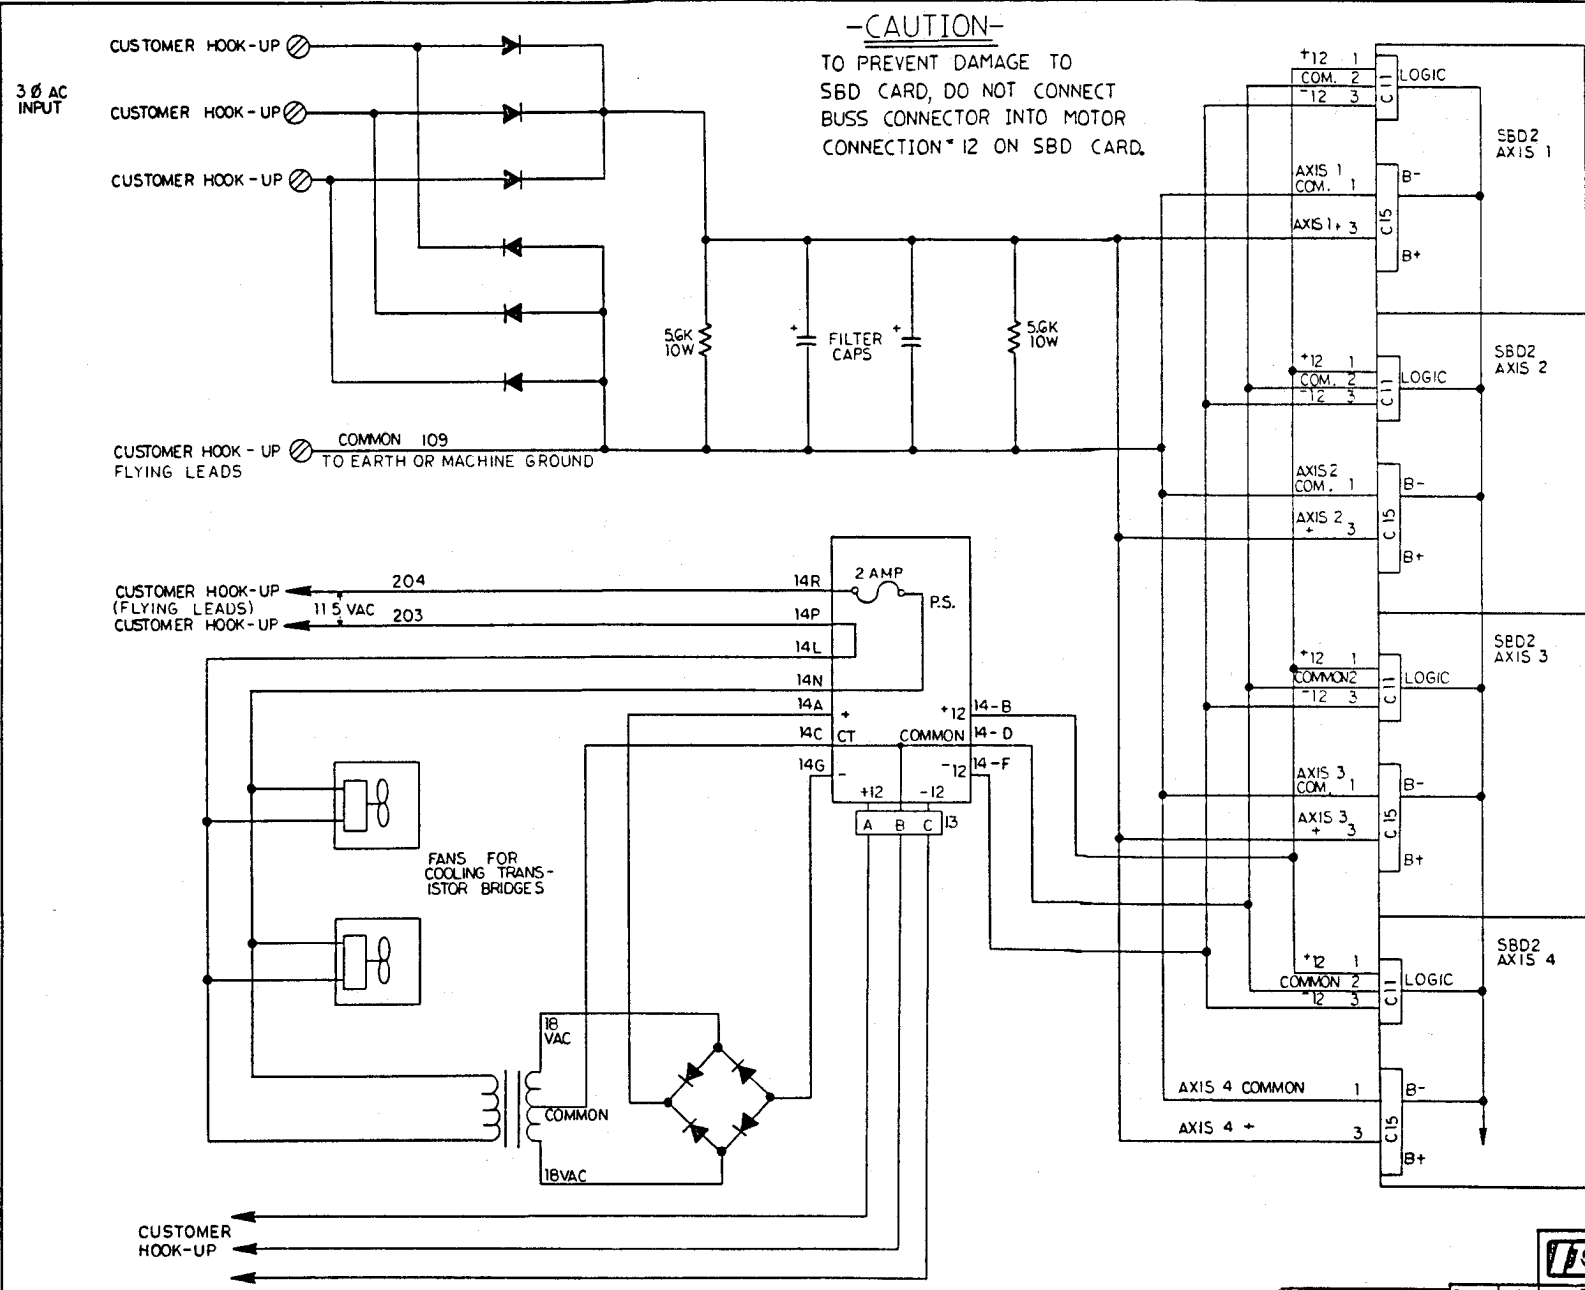 -CAUTION-
TO PREVENT DAMAGE TO
SBD CARD, DO NOT CONNECT
BUSS CONNECTOR INTO MOTOR
CONNECTION # 12 ON SBD CARD.
3 Ø AC
INPUT
CUSTOMER HOOK-UP
CUSTOMER HOOK-UP
CUSTOMER HOOK-UP
CUSTOMER HOOK-UP
FLYING LEADS
COMMON 109
TO EARTH OR MACHINE GROUND
5.6K
10W
+
FILTER
CAPS
+
5.6K
10W
+12 1
COM. 2
-12 3
C11
LOGIC
SBD2
AXIS 1
AXIS 1
COM. 1
AXIS 1+ 3
C15
B-
B+
+12 1
COM. 2
-12 3
C11
LOGIC
SBD2
AXIS 2
AXIS 2
COM. 1
AXIS 2
+ 3
C15
B-
B+
+12 1
COMMON 2
-12 3
C11
LOGIC
SBD2
AXIS 3
AXIS 3
COM. 1
AXIS 3
+ 3
C15
B-
B+
+12 1
COMMON 2
-12 3
C11
LOGIC
SBD2
AXIS 4
AXIS 4 COMMON 1
AXIS 4 + 3
C15
B-
B+
CUSTOMER HOOK-UP
(FLYING LEADS)
CUSTOMER HOOK-UP
204
115 VAC
203
14R
14P
14L
14N
14A
14C
14G
2 AMP
P.S.
+
CT
-
+12
COMMON
-12
14-B
14-D
14-F
+12 -12
A B C 13
FANS FOR
COOLING TRANS-
ISTOR BRIDGES
18
VAC
COMMON
18VAC
CUSTOMER
HOOK-UP